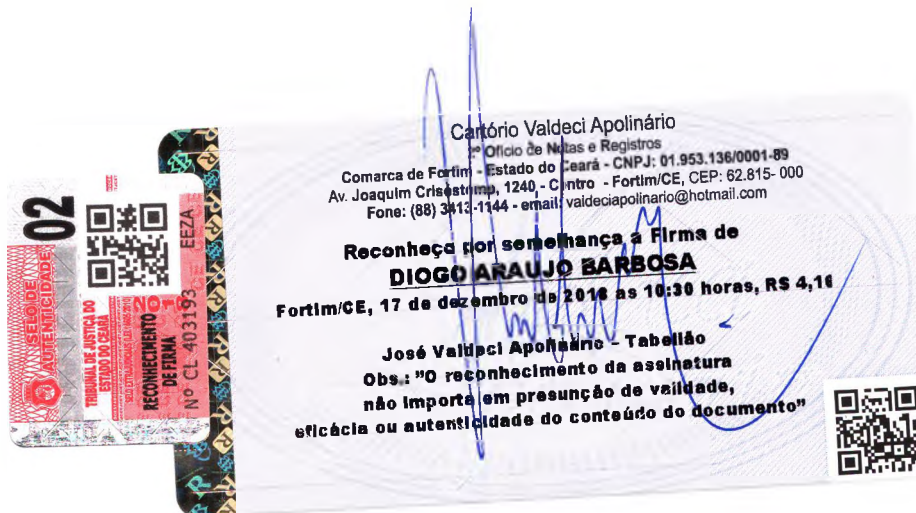 SELO DE
AUTENTICIDADE
02
TRIBUNAL DE JUSTIÇA DO
ESTADO DO CEARÁ
RECONHECIMENTO 2
DE FIRMA
Nº CL 403193 EEZA
Cartório Valdeci Apolinário
Ofício de Notas e Registros
Comarca de Fortim - Estado do Ceará - CNPJ: 01.953.136/0001-89
Av. Joaquim Crisóstomo, 1240, - Centro - Fortim/CE, CEP: 62.815- 000
Fone: (88) 3413-1144 - email: valdeciapolinario@hotmail.com
Reconheço por semelhança a Firma de
DIOGO ARAUJO BARBOSA
Fortim/CE, 17 de dezembro de 2018 as 10:30 horas, RS 4,16
José Valdeci Apolinário - Tabelião
Obs.: "O reconhecimento da assinatura
não importa em presunção de validade,
eficácia ou autenticidade do conteúdo do documento"